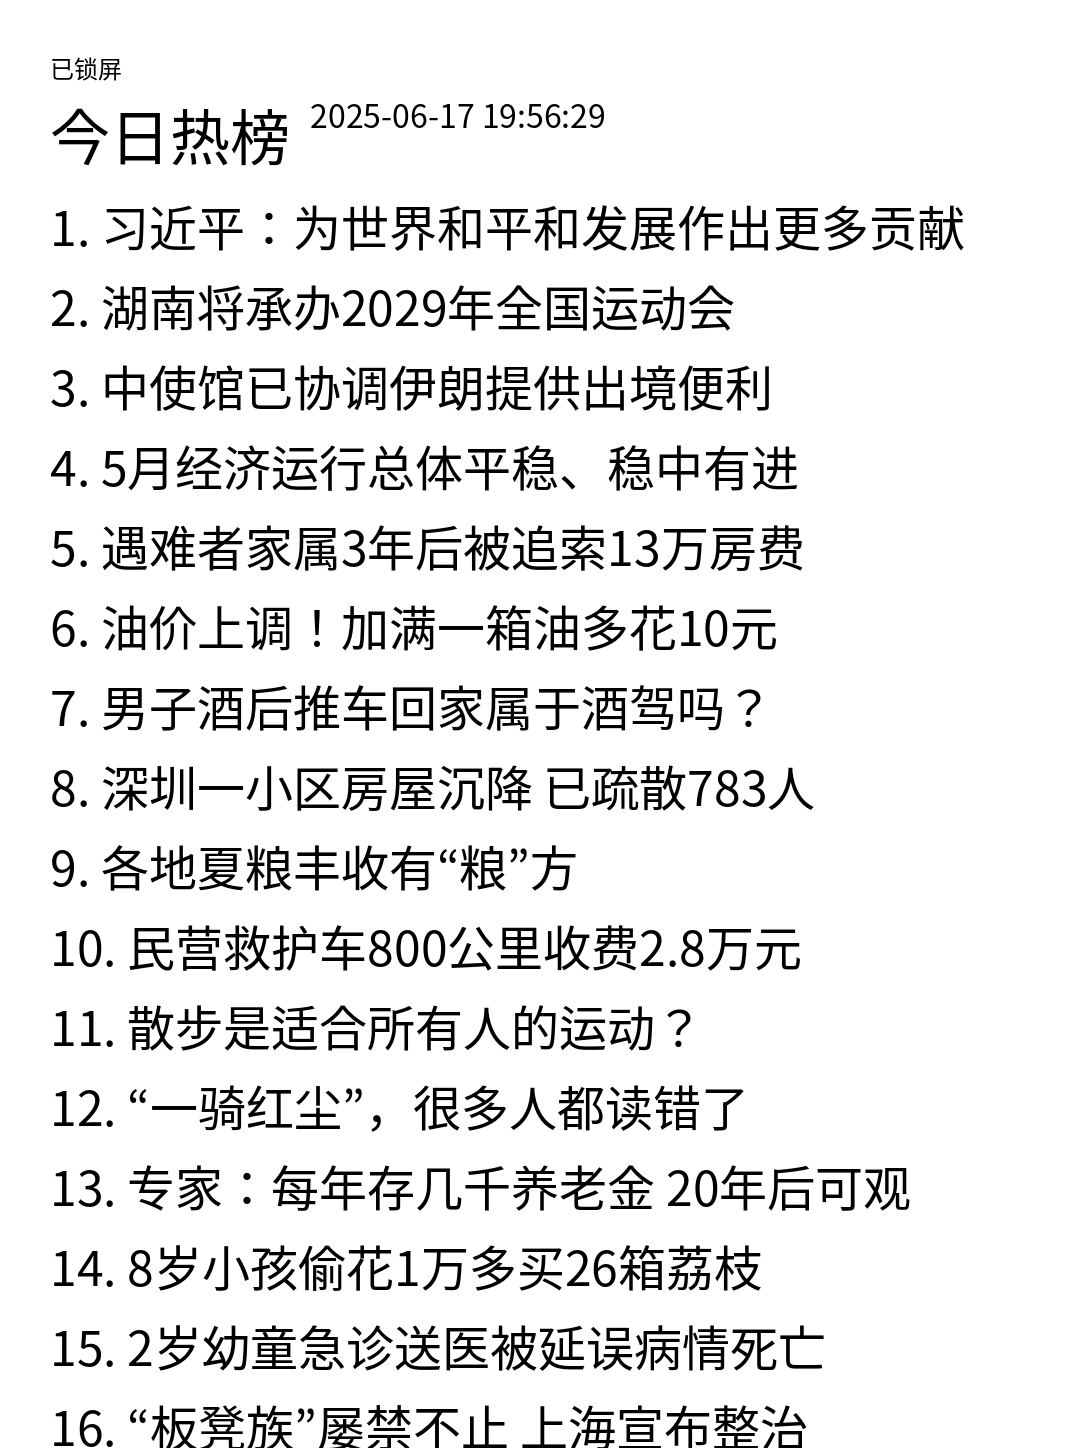 已锁屏
今日热榜 2025-06-17 19:56:29
1. 习近平：为世界和平和发展作出更多贡献
2. 湖南将承办2029年全国运动会
3. 中使馆已协调伊朗提供出境便利
4. 5月经济运行总体平稳、稳中有进
5. 遇难者家属3年后被追索13万房费
6. 油价上调！加满一箱油多花10元
7. 男子酒后推车回家属于酒驾吗？
8. 深圳一小区房屋沉降 已疏散783人
9. 各地夏粮丰收有“粮”方
10. 民营救护车800公里收费2.8万元
11. 散步是适合所有人的运动？
12. “一骑红尘”，很多人都读错了
13. 专家：每年存几千养老金 20年后可观
14. 8岁小孩偷花1万多买26箱荔枝
15. 2岁幼童急诊送医被延误病情死亡
16. “板凳族”屡禁不止 上海宣布整治